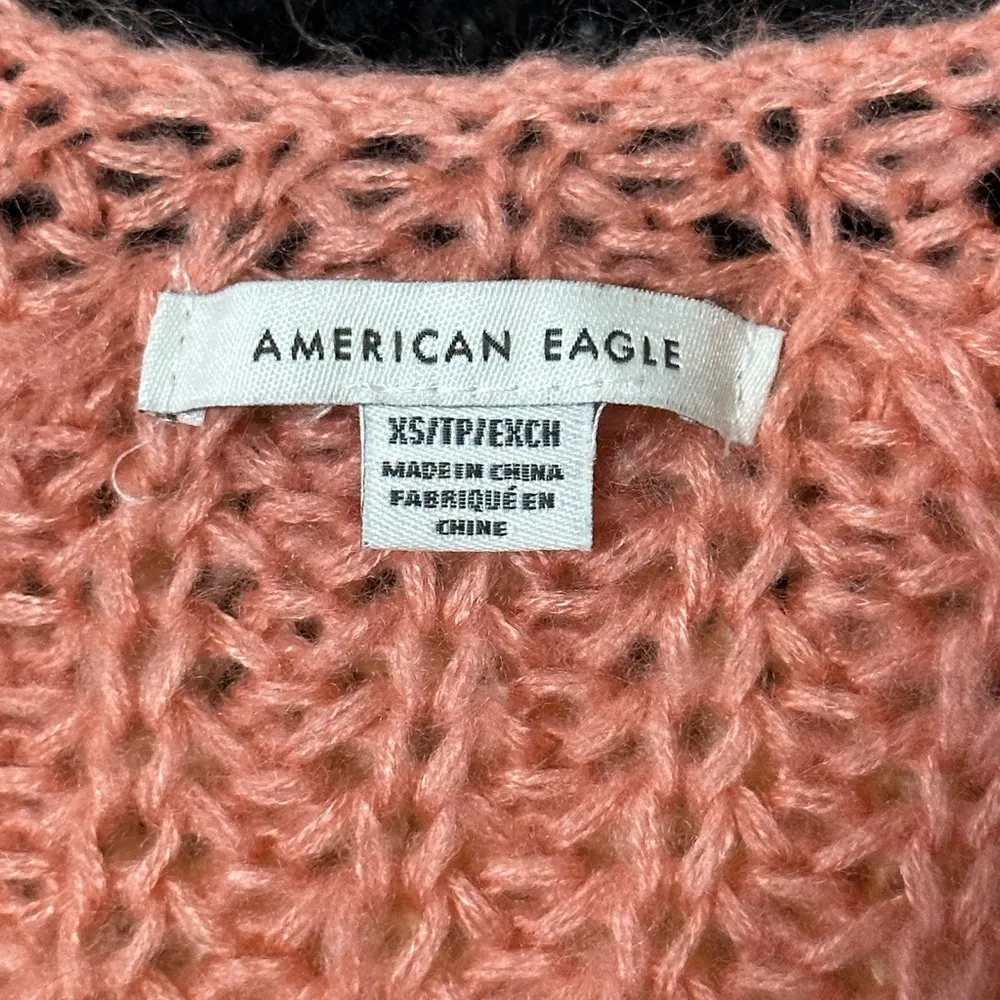 AMERICAN EAGLE
XS/TP/EXCH
MADE IN CHINA
FABRIQUÉ EN
CHINE